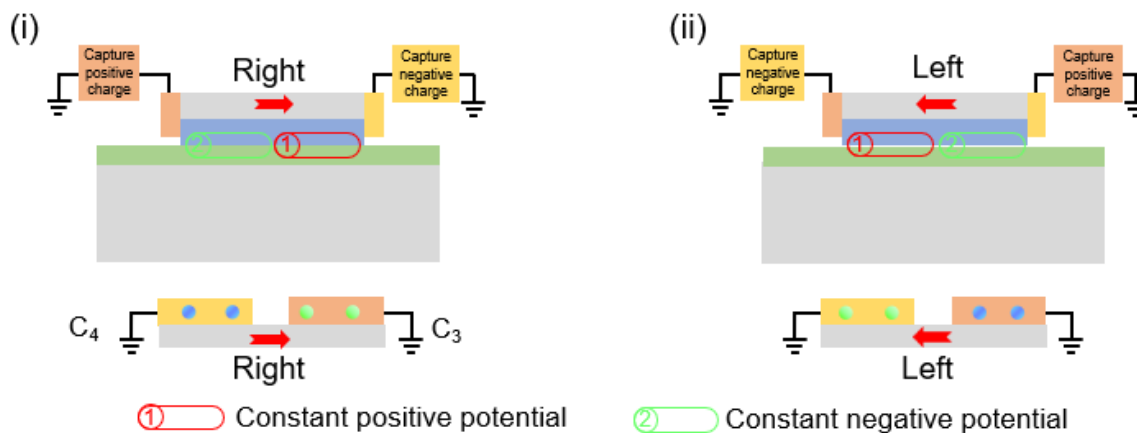 (i)
(ii)
Capture
positive
charge
Right
Capture
negative
charge
Capture
negative
charge
Left
Capture
positive
charge
2
1
1
2
C₄
C₃
Right
Left
1 Constant positive potential
2 Constant negative potential